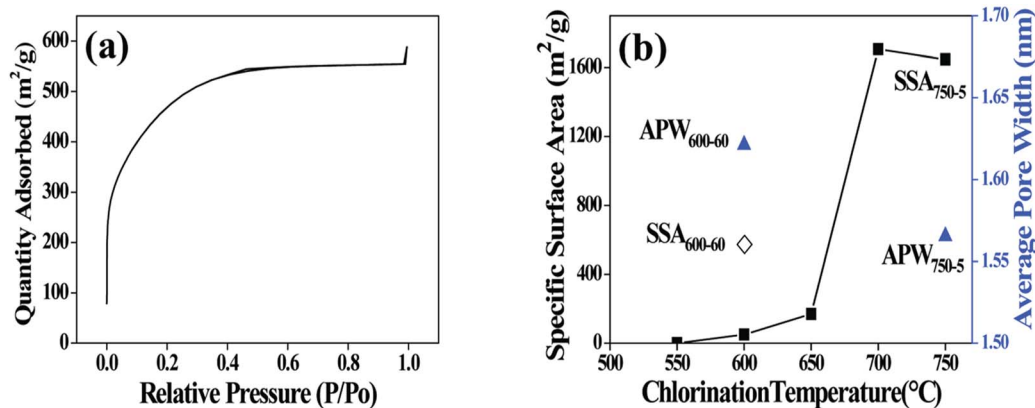 (a)
Quantity Adsorbed (m²/g)
600
500
400
300
200
100
0
0.0 0.2 0.4 0.6 0.8 1.0
Relative Pressure (P/Po)
(b)
Specific Surface Area (m²/g)
1600
1200
800
400
0
500 550 600 650 700 750
Chlorination Temperature(°C)
1.70
1.65
1.60
1.55
1.50
Average Pore Width (nm)
SSA750-5
APW600-60
SSA600-60
APW750-5